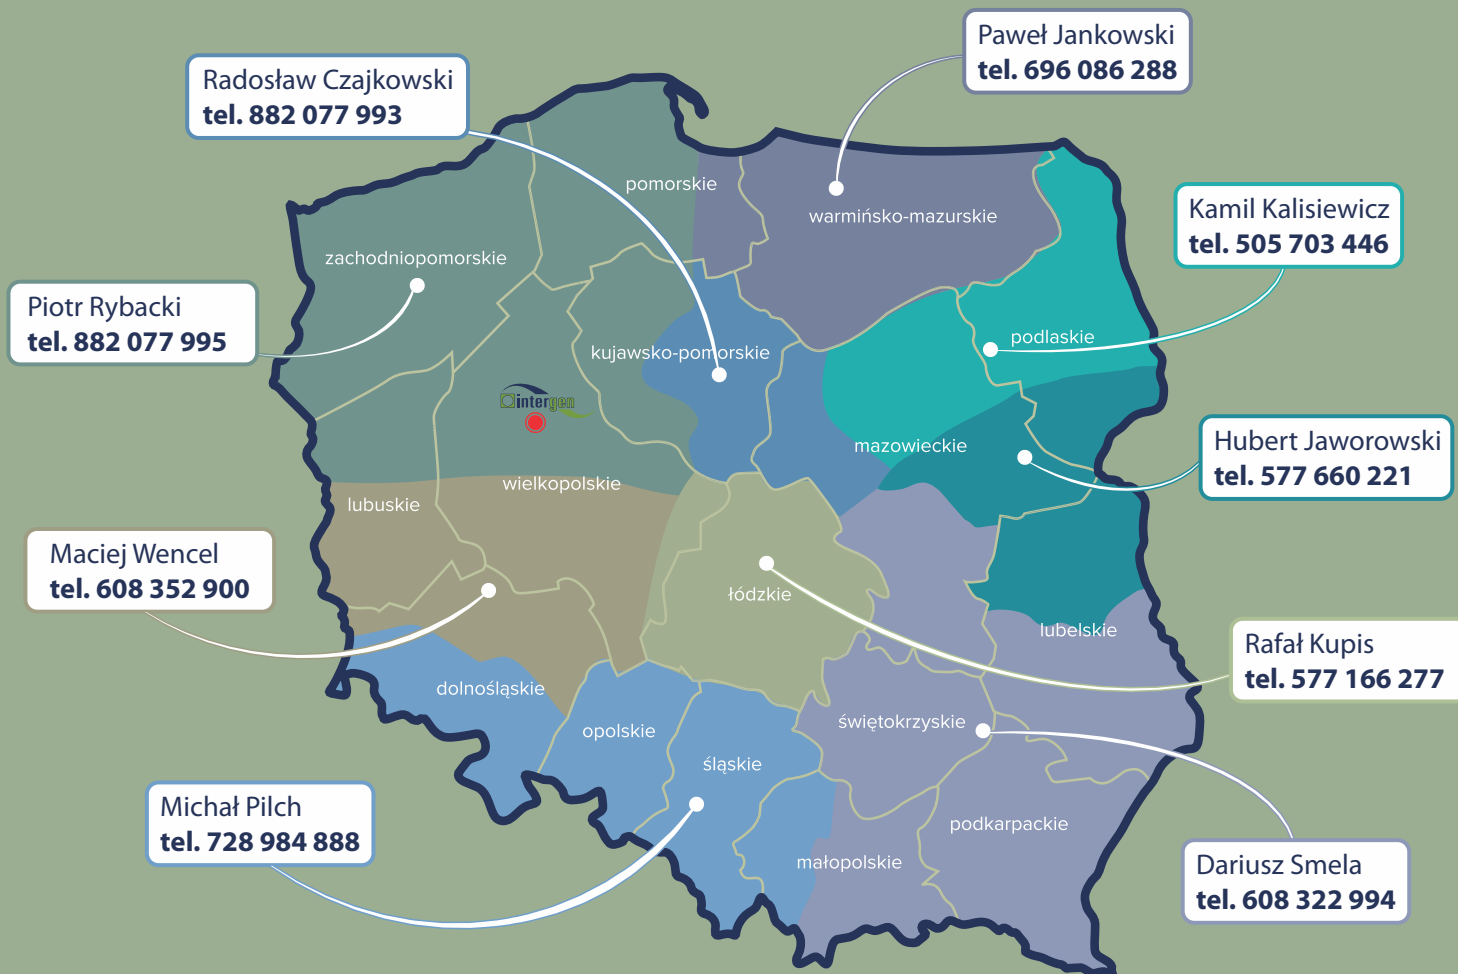 Paweł Jankowski
tel. 696 086 288
Radosław Czajkowski
tel. 882 077 993
pomorskie
warmińsko-mazurskie
Kamil Kalisiewicz
tel. 505 703 446
zachodniopomorskie
Piotr Rybacki
tel. 882 077 995
podlaskie
kujawsko-pomorskie
intergen
mazowieckie
Hubert Jaworowski
tel. 577 660 221
wielkopolskie
lubuskie
Maciej Wencel
tel. 608 352 900
łódzkie
lubelskie
Rafał Kupis
tel. 577 166 277
dolnośląskie
świętokrzyskie
opolskie
śląskie
Michał Pilch
tel. 728 984 888
podkarpackie
małopolskie
Dariusz Smela
tel. 608 322 994